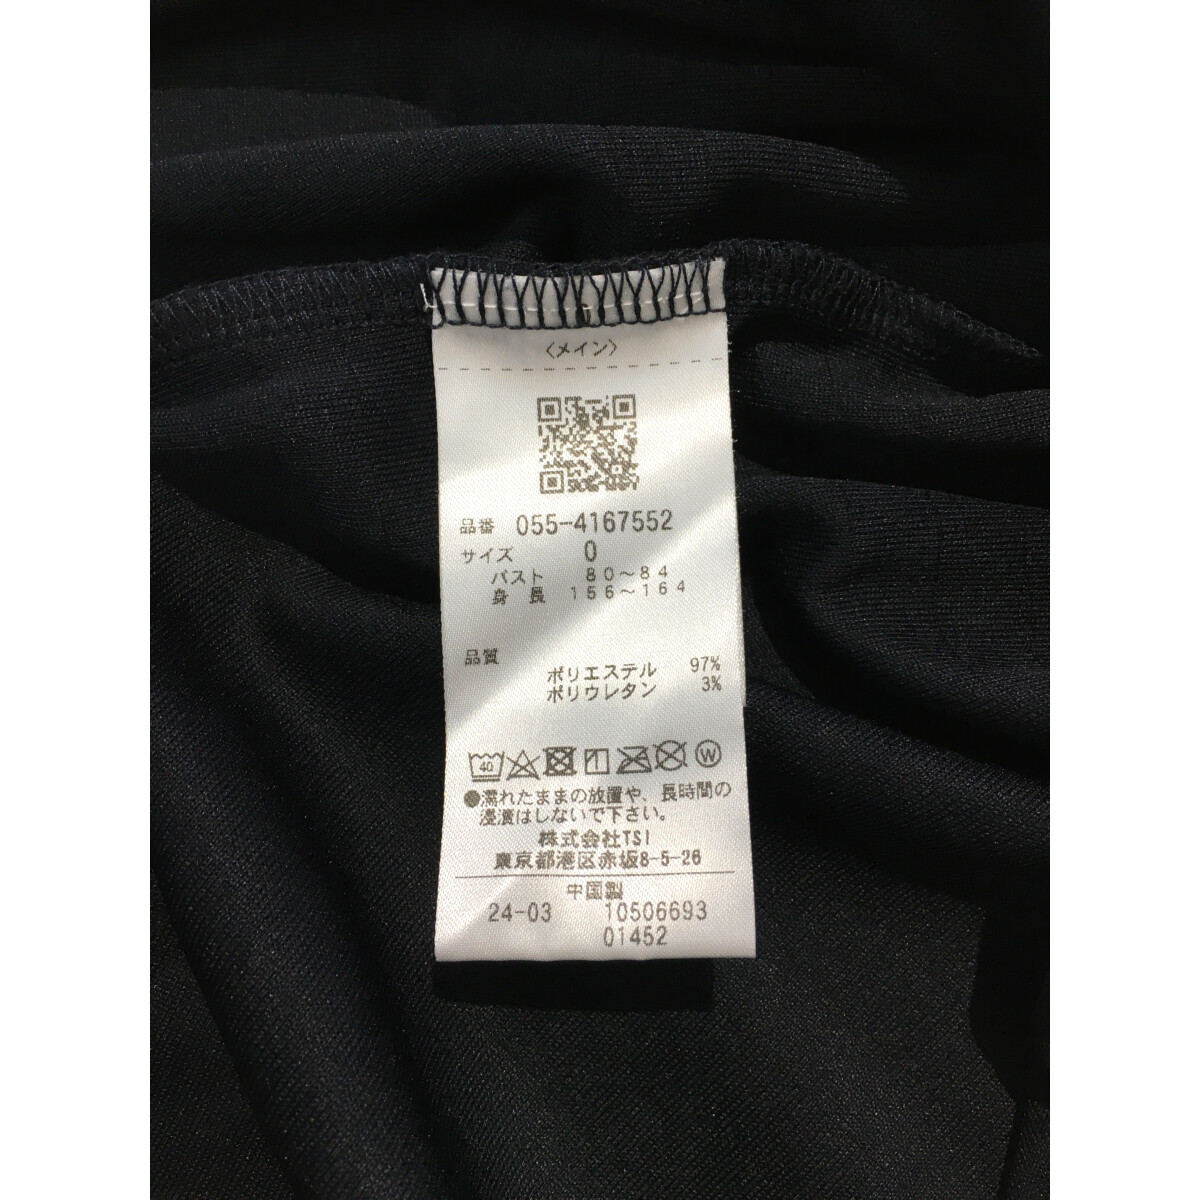 〈メイン〉
品番 055-4167552
サイズ 0
バスト 80～84
身長 156～164
品質
ポリエステル 97%
ポリウレタン 3%
40
W
●濡れたままの放置や、長時間の
浸漬はしないで下さい。
株式会社TSI
東京都港区赤坂8-5-26
中国製
24-03 10506693
01452